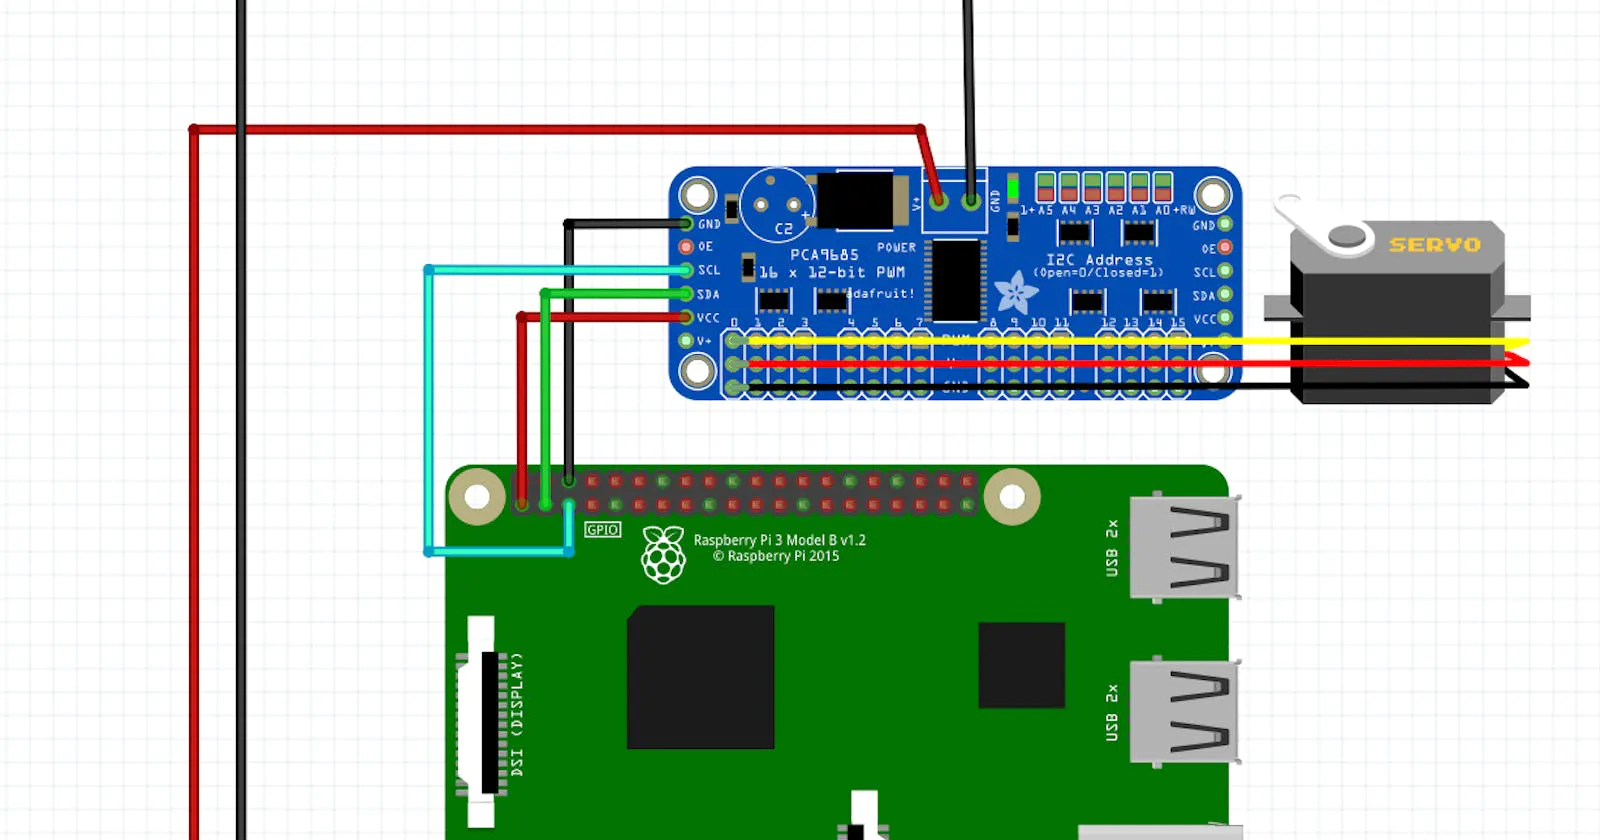 V+
GND
1+ A5 A4 A3 A2 A1 A0 +RW
GND
OE
SCL
SDA
VCC
V+
C2
+
PCA9685
16 x 12-bit PWM
adafruit!
POWER
I2C Address
(Open=0/Closed=1)
GND
OE
SCL
SDA
VCC
0 1 2 3 4 5 6 7 8 9 10 11 12 13 14 15
PWM
V+
GND
SERVO
GPIO
Raspberry Pi 3 Model B v1.2
© Raspberry Pi 2015
USB 2x
USB 2x
DSI (DISPLAY)